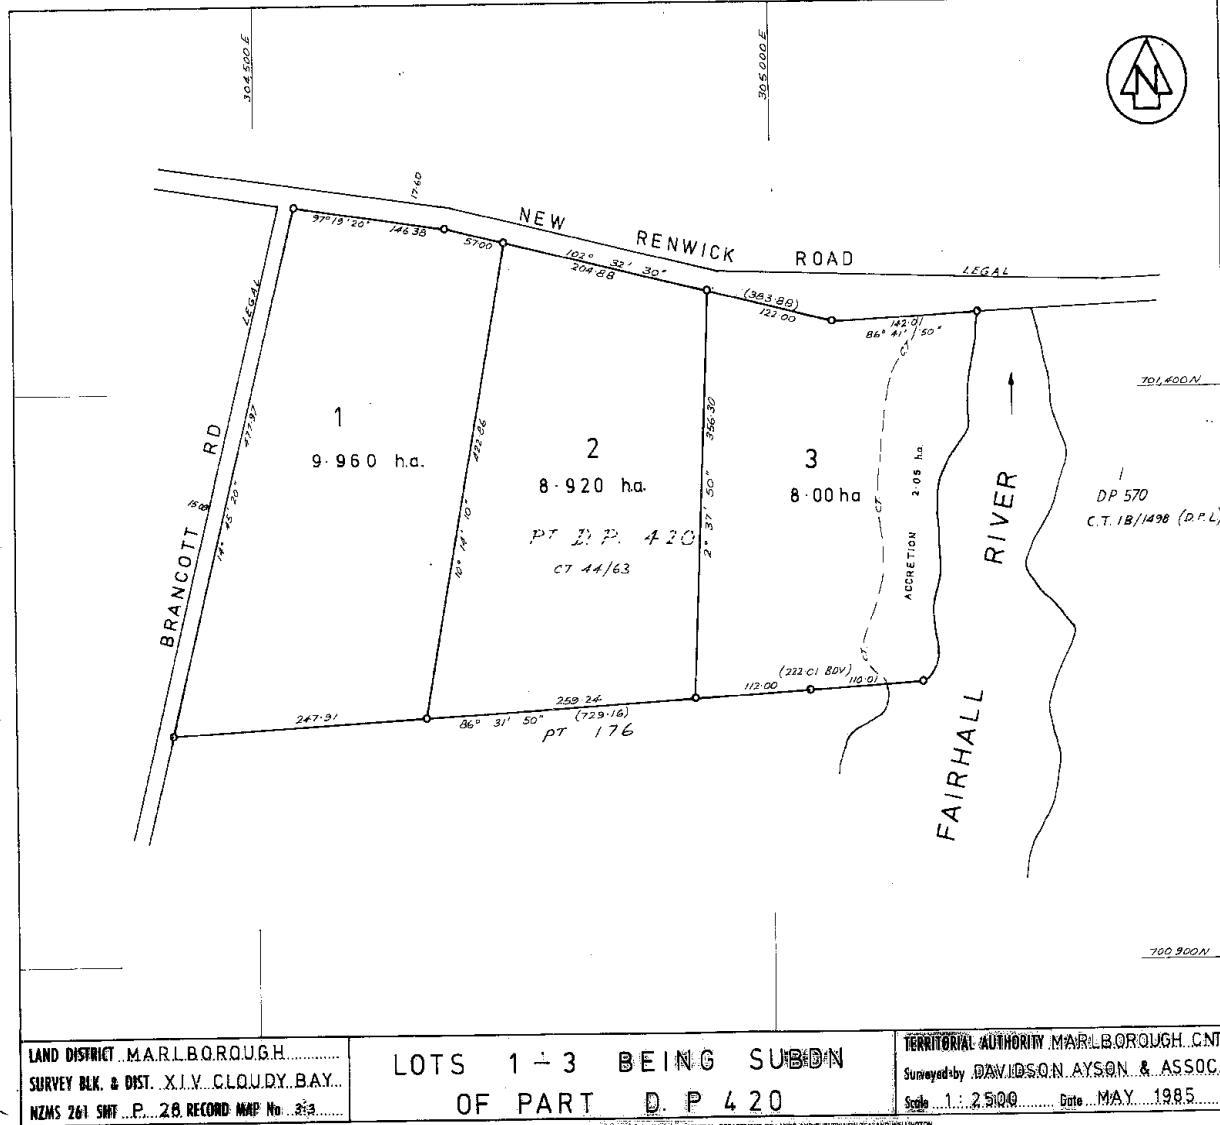 304,500 E
305,000 E
N
17·60
NEW RENWICK ROAD
LEGAL
97° 19' 20" 146.38
57.00
102° 32' 30"
204.88
(383.88)
122.00
142.01
86° 41' 50"
CT
701,400N
LEGAL
477.97
14° 45' 20"
15.00
BRANCOTT RD
1
9·960 h.a.
422.86
10° 14' 10"
2
8·920 h.a.
PT D.P. 420
CT 44/63
356.30
2° 37' 50"
3
8·00 ha
CT
ACCRETION 2·05 h.a.
CT
FAIRHALL RIVER
1
DP 570
C.T. 1B/1498 (D.P.L)
(222.01 BDY)
112.00
110.01
259.24
247.91
86° 31' 50"
(729·16)
PT 176
700 900N
LAND DISTRICT MARLBOROUGH
SURVEY BLK. & DIST. XIV CLOUDY BAY
NZMS 261 SHT P 28 RECORD MAP No
LOTS 1-3 BEING SUBDN
OF PART D.P 420
TERRITORIAL AUTHORITY MARLBOROUGH CNT
Surveyed by DAVIDSON AYSON & ASSOC.
Scale 1:2500 Date MAY 1985